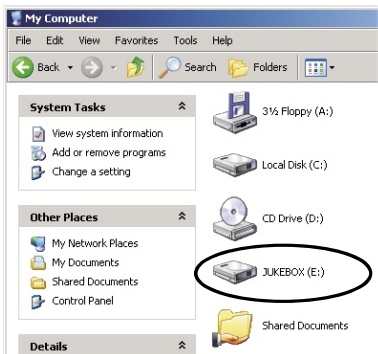 My Computer
File Edit View Favorites Tools Help
Back Search Folders
System Tasks
View system information
Add or remove programs
Change a setting
Other Places
My Network Places
My Documents
Shared Documents
Control Panel
Details
3½ Floppy (A:)
Local Disk (C:)
CD Drive (D:)
JUKEBOX (E:)
Shared Documents